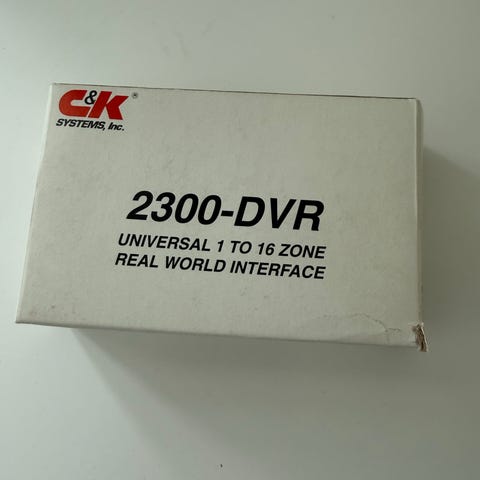 C&K®
SYSTEMS, Inc.
2300-DVR
UNIVERSAL 1 TO 16 ZONE
REAL WORLD INTERFACE